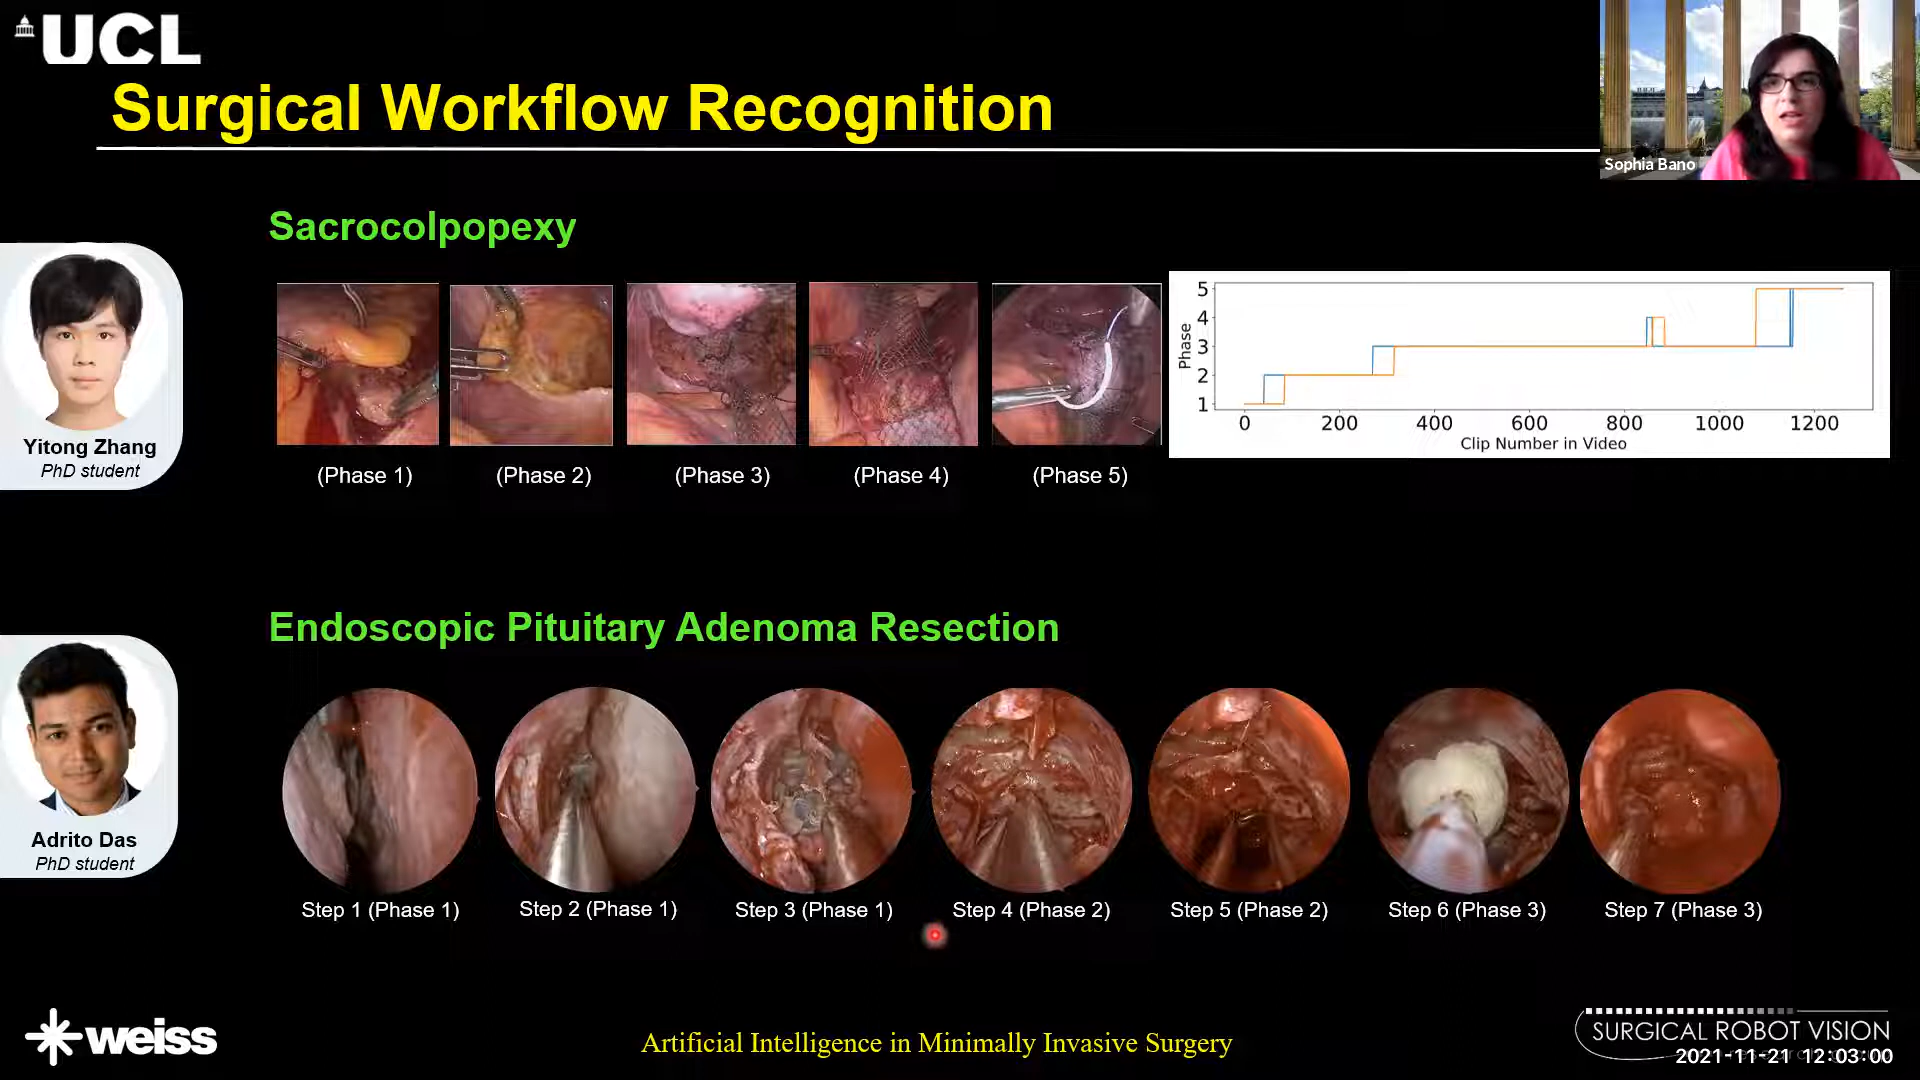 UCL
Surgical Workflow Recognition
Sophia Bano
Sacrocolpopexy
Yitong Zhang
PhD student
(Phase 1)
(Phase 2)
(Phase 3)
(Phase 4)
(Phase 5)
Phase
5
4
3
2
1
0
200
400
600
800
1000
1200
Clip Number in Video
Endoscopic Pituitary Adenoma Resection
Adrito Das
PhD student
Step 1 (Phase 1)
Step 2 (Phase 1)
Step 3 (Phase 1)
Step 4 (Phase 2)
Step 5 (Phase 2)
Step 6 (Phase 3)
Step 7 (Phase 3)
weiss
Artificial Intelligence in Minimally Invasive Surgery
SURGICAL ROBOT VISION
2021-11-21 12:03:00